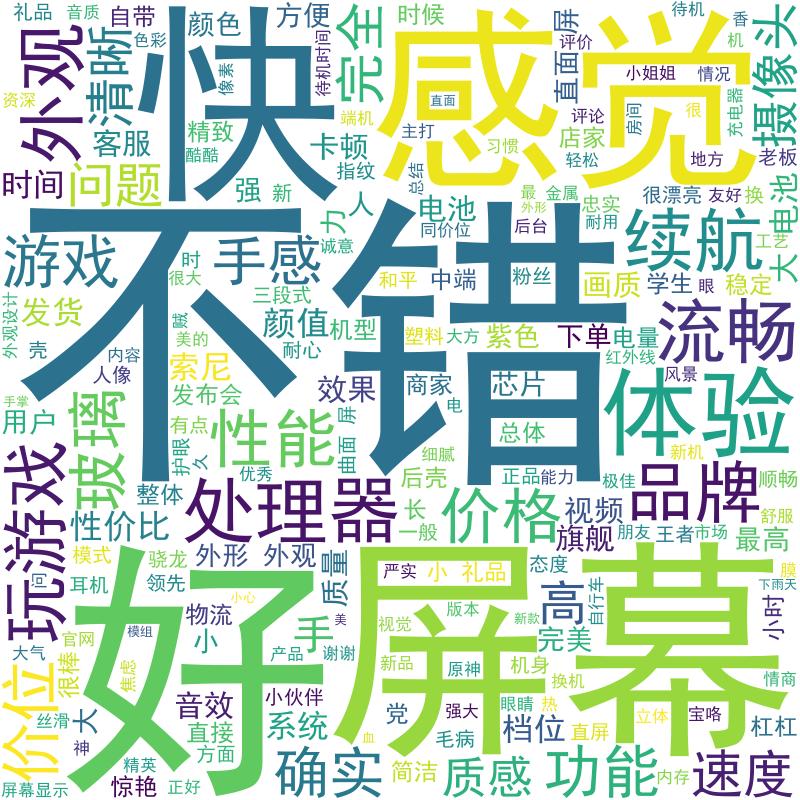 礼品
音质
自带
快
颜色
方便
完全
时候
感觉
屏
评价
待机
香
机
摄像头
外观
清晰
色彩
待机时间
像素
直面
直面
小姐姐
情况
充电器
资深
客服
精致
酷酷
卡顿
端机
主打
习惯
评论
店家
房间
很
时间
问题
强
新
指纹
总结
轻松
地方
老板
力
人
电池
最
金属
忠实
很漂亮
友好
换
大
电池
游戏
手感
诚意
同价位
外形
后台
耐用
续航
工艺
不错
时
很大
三段式
和平
中端
粉丝
画质
学生
眼
稳定
外观设计
发货
贼
美的
颜值
机型
塑料
大方
紫色
下单
电量
流畅
壳
内容
人像
索尼
耐心
红外线
风景
手掌
用户
发布会
效果
商家
芯片
体验
玻璃
有点
性能
屏
电
总体
护眼
久
曲面
细腻
新机
玩游戏
优秀
后壳
正品
能力
极佳
顺畅
整体
处理器
长
价格
视频
品牌
舒服
性价比
一般
旗舰
朋友
王者
市场
最高
模式
骁龙
外形
外观
质量
严实
小
礼品
态度
膜
问
耳机
领先
小心
好
屏幕
高
自行车
下雨天
小时
官网
模组
物流
小
手
美
视觉
版本
新款
完美
大气
很棒
焦虑
产品
谢谢
新品
原神
机身
换机
情商
价位
丝滑
大
神
音效
小伙伴
党
强大
眼睛
热
立体
宝咯
直接
方面
系统
毛病
档位
直屏
杠杠
屏幕显示
精英
惊艳
正好
确实
血
简洁
质感
功能
内存
速度